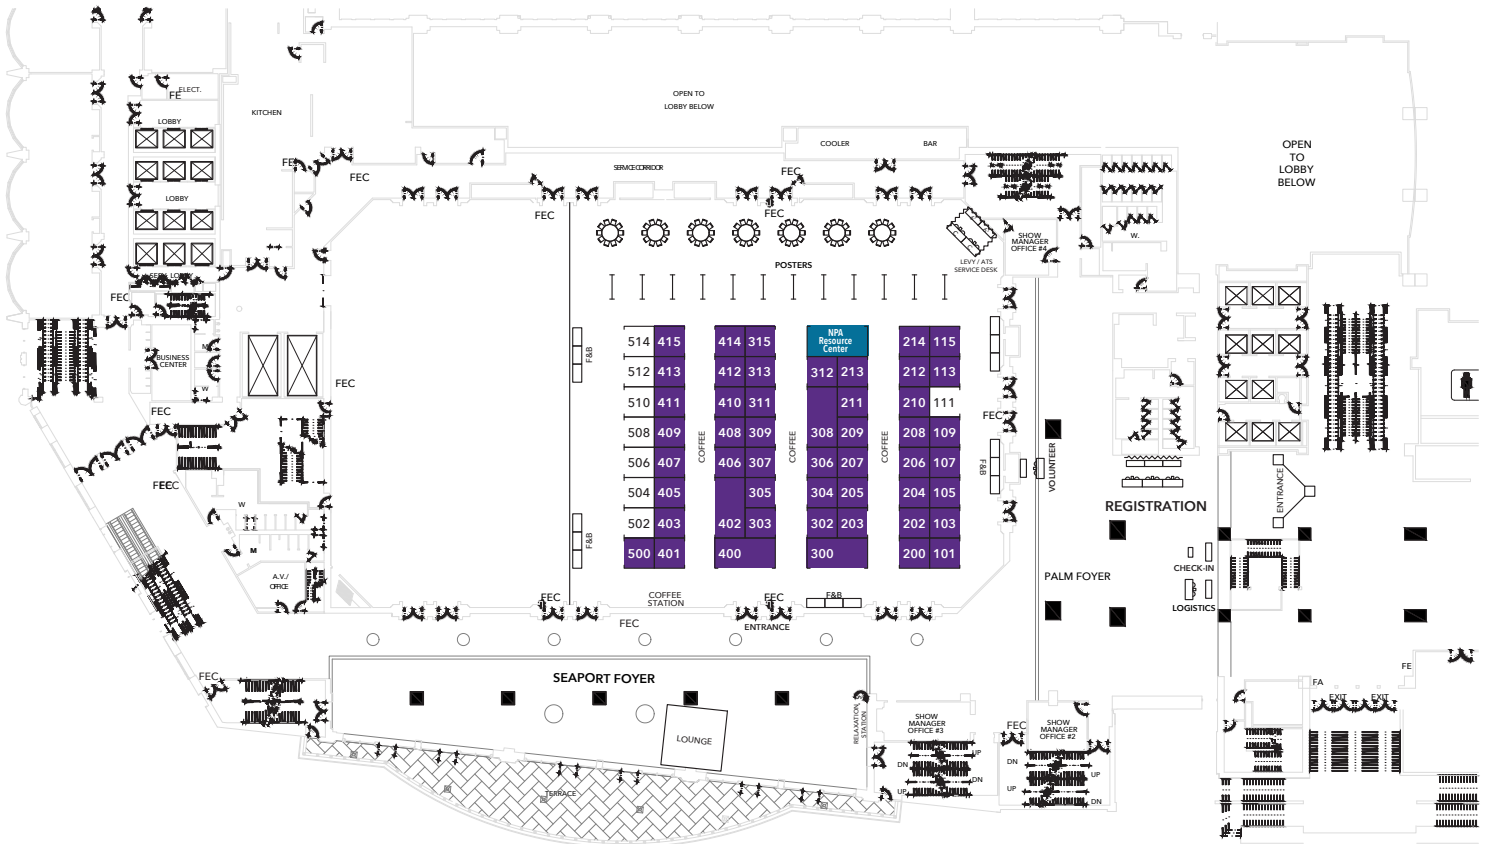 ELECT.
FE
LOBBY
KITCHEN
OPEN TO
LOBBY BELOW
COOLER
BAR
OPEN
TO
LOBBY
BELOW
FE
FEC
SERVICE CORRIDOR
FEC
LOBBY
FEC
FEC
W.
SHOW
MANAGER
OFFICE #4
LEVY / ATS
SERVICE DESK
POSTERS
SERV. LOBBY
FEC
BUSINESS
CENTER
M
W
FEC
FEC
F&B
514 415
414 315
NPA
Resource
Center
214 115
512 413
412 313
312 213
212 113
510 411
410 311
211
210 111
FEC
508 409
408 309
308 209
208 109
COFFEE
COFFEE
COFFEE
506 407
406 307
306 207
206 107
F&B
VOLUNTEER
504 405
305
304 205
204 105
502 403
402 303
302 203
202 103
500 401
400
300
200 101
F&B
ENTRANCE
REGISTRATION
CHECK-IN
LOGISTICS
PALM FOYER
FEC
W
M
A.V./
OFFICE
FEC
COFFEE
STATION
FEC
F&B
FEC
ENTRANCE
FEC
SEAPORT FOYER
LOUNGE
RELAXATION
STATION
SHOW
MANAGER
OFFICE #3
FEC
SHOW
MANAGER
OFFICE #2
FE
FA
EXIT
EXIT
UP
DN
DN
UP
DN
UP
UP
DN
TERRACE